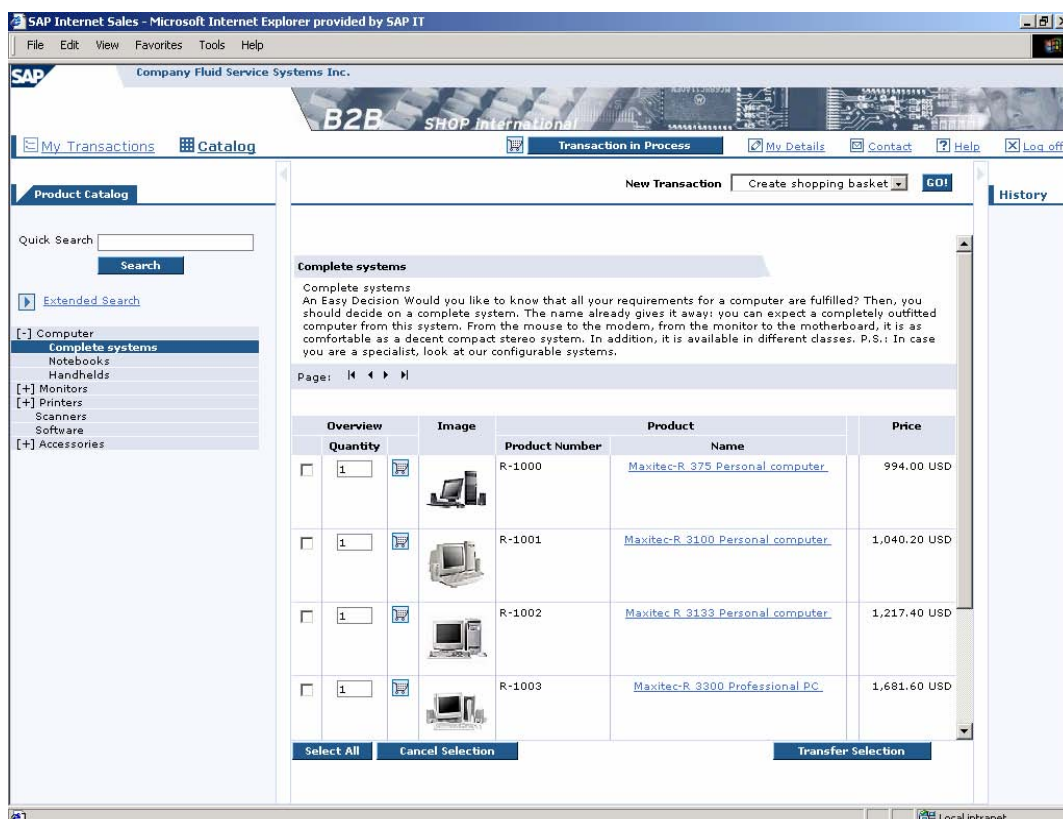 SAP Internet Sales - Microsoft Internet Explorer provided by SAP IT
File Edit View Favorites Tools Help
SAP
Company Fluid Service Systems Inc.
B2B SHOP international
My Transactions Catalog Transaction in Process My Details Contact Help Log off
New Transaction Create shopping basket GO!
Product Catalog
History
Quick Search
Search
Extended Search
[-] Computer
Complete systems
Notebooks
Handhelds
[+] Monitors
[+] Printers
Scanners
Software
[+] Accessories
Complete systems
Complete systems
An Easy Decision Would you like to know that all your requirements for a computer are fulfilled? Then, you
should decide on a complete system. The name already gives it away: you can expect a completely outfitted
computer from this system. From the mouse to the modem, from the monitor to the motherboard, it is as
comfortable as a decent compact stereo system. In addition, it is available in different classes. P.S.: In case
you are a specialist, look at our configurable systems.
Page:
Overview Image Product Price
Quantity Product Number Name
1 R-1000 Maxitec-R 375 Personal computer 994.00 USD
1 R-1001 Maxitec-R 3100 Personal computer 1,040.20 USD
1 R-1002 Maxitec R 3133 Personal computer 1,217.40 USD
1 R-1003 Maxitec-R 3300 Professional PC 1,681.60 USD
Select All Cancel Selection Transfer Selection
Local intranet